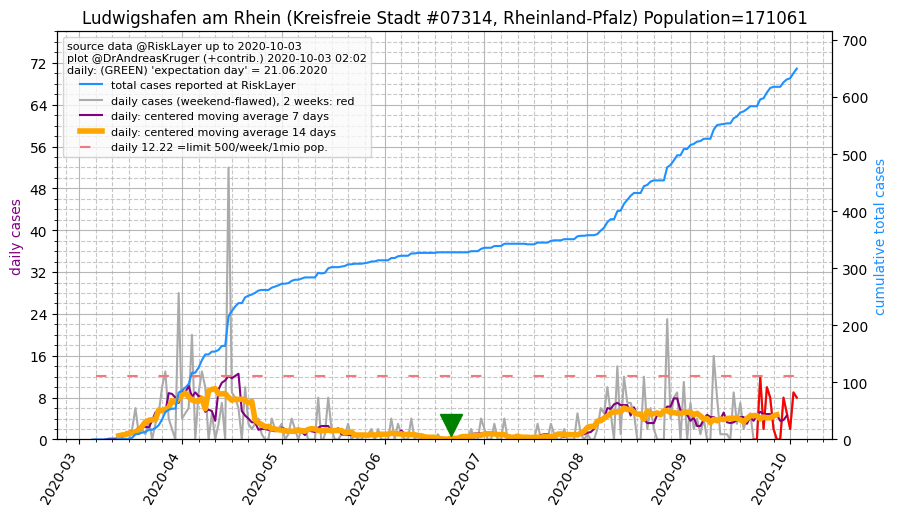 Ludwigshafen am Rhein (Kreisfreie Stadt #07314, Rheinland-Pfalz) Population=171061
source data @RiskLayer up to 2020-10-03
plot @DrAndreasKruger (+contrib.) 2020-10-03 02:02
daily: (GREEN) 'expectation day' = 21.06.2020
total cases reported at RiskLayer
daily cases (weekend-flawed), 2 weeks: red
daily: centered moving average 7 days
daily: centered moving average 14 days
daily 12.22 =limit 500/week/1mio pop.
daily cases
72
64
56
48
40
32
24
16
8
0
700
600
500
400
300
200
100
0
cumulative total cases
2020-03
2020-04
2020-05
2020-06
2020-07
2020-08
2020-09
2020-10